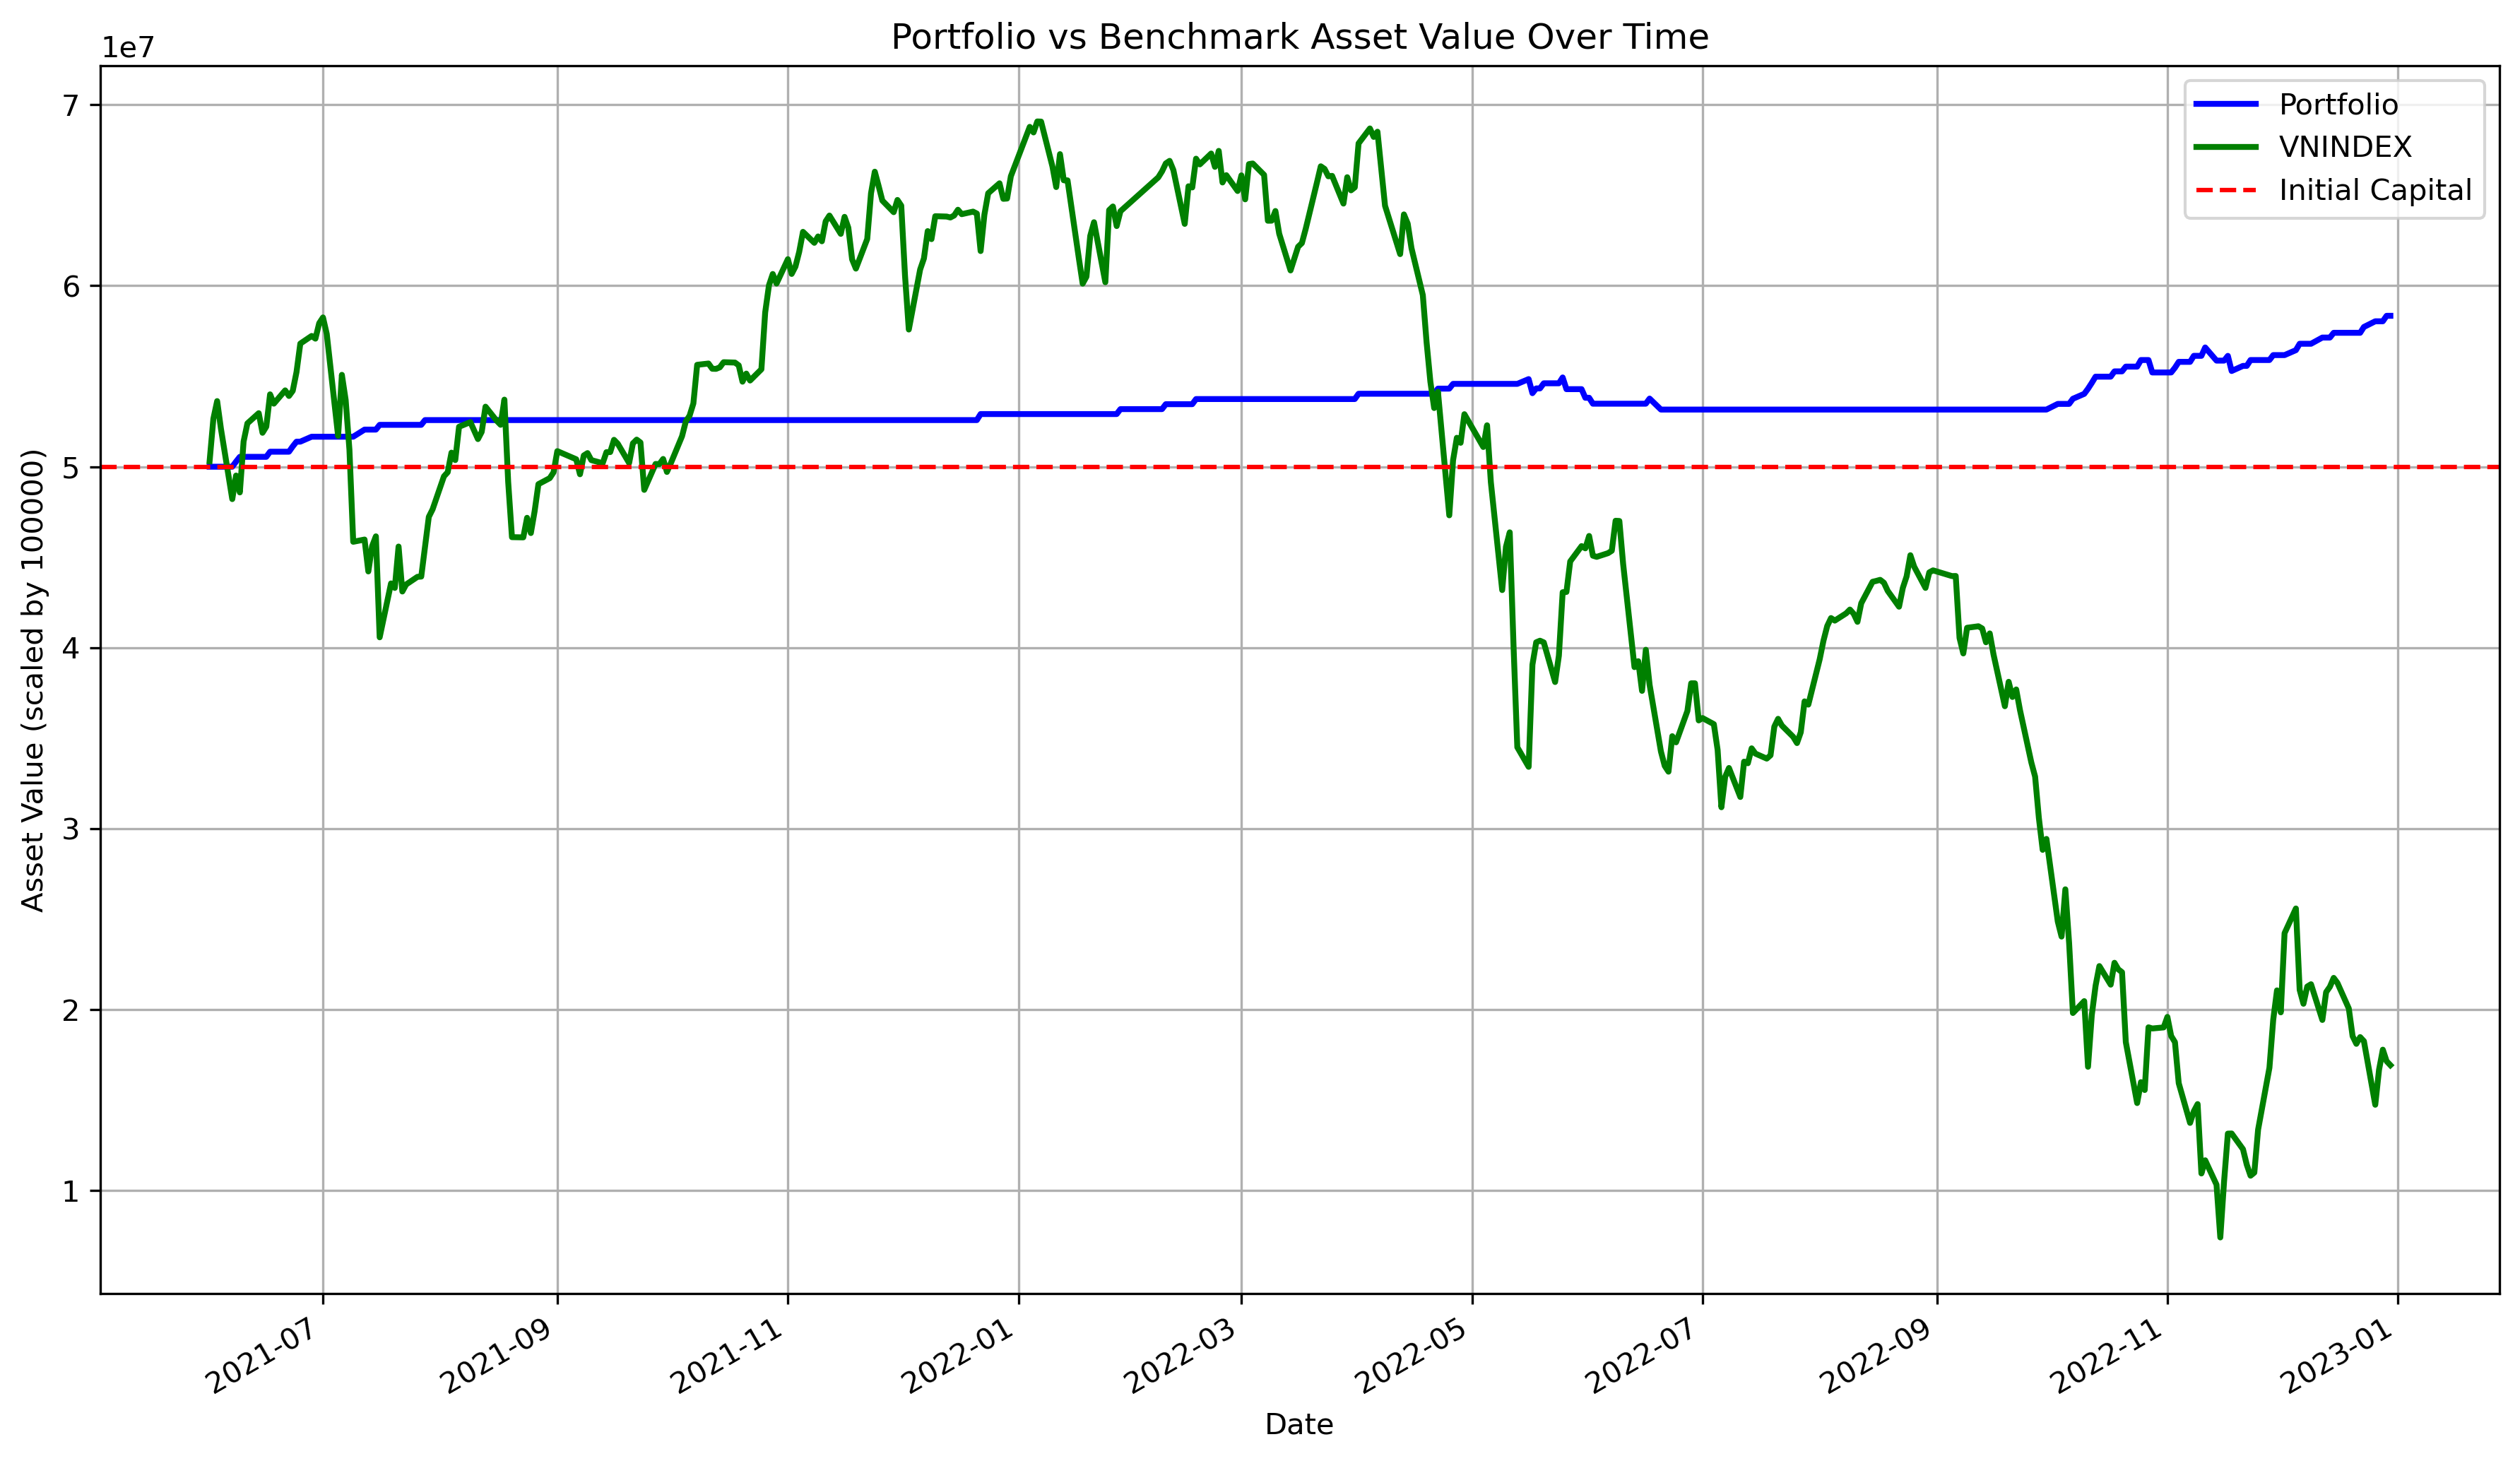 Portfolio vs Benchmark Asset Value Over Time
1e7
Portfolio
VNINDEX
Initial Capital
7
6
5
4
3
2
1
Asset Value (scaled by 100000)
2021-07
2021-09
2021-11
2022-01
2022-03
2022-05
2022-07
2022-09
2022-11
2023-01
Date